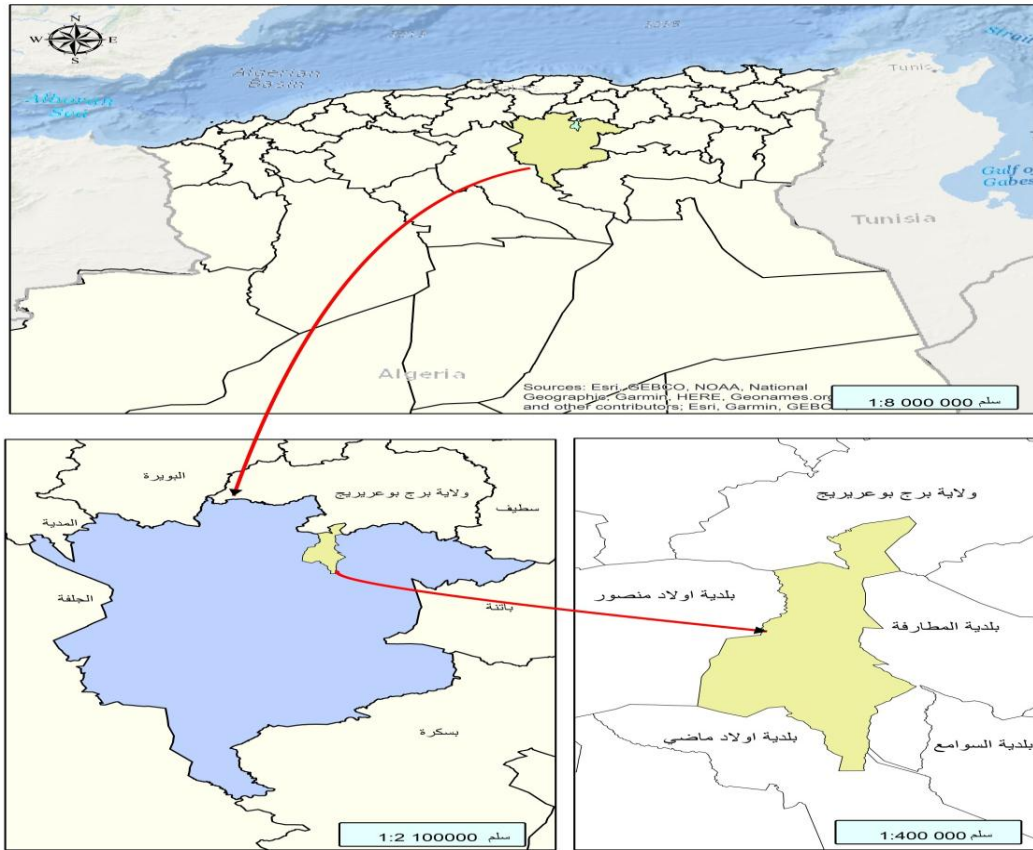 N
W E
S
Algerian
Basin
Alboran
Sea
Tunis
Strait
Gulf of
Gabes
Tunisia
Algeria
Sources: Esri, GEBCO, NOAA, National
Geographic, Garmin, HERE, Geonames.org
and other contributors; Esri, Garmin, GEBCO
سلم 1:8 000 000
البويرة
ولاية برج بوعريريج
سطيف
المدية
الجلفة
باتنة
بسكرة
سلم 1:2 100000
ولاية برج بوعريريج
بلدية اولاد منصور
بلدية المطارفة
بلدية اولاد ماضي
بلدية السوامع
سلم 1:400 000